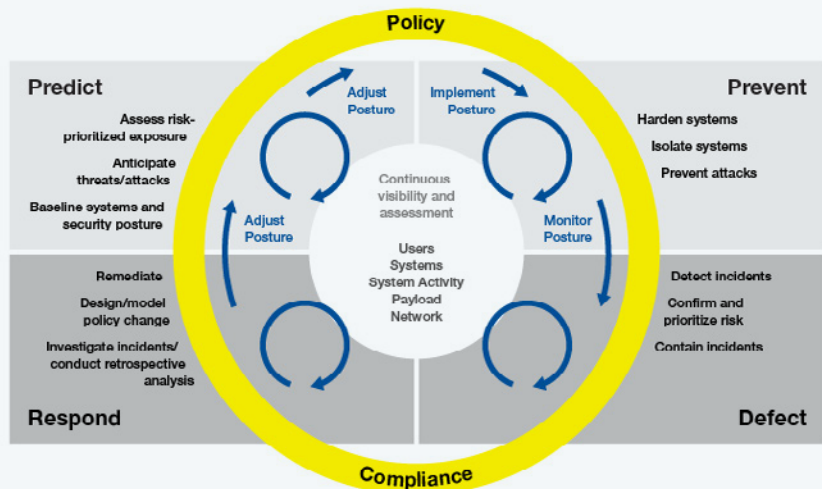 Policy
Predict
Assess risk-
prioritized exposure
Anticipate
threats/attacks
Baseline systems and
security posture
Adjust
Posturo
Implement
Posturo
Prevent
Harden systems
Isolate systems
Prevent attacks
Continuous
visibility and
assessment
Users
Systems
System Activity
Payload
Network
Adjust
Posture
Monitor
Posture
Remediate
Design/model
policy change
Investigate incidents/
conduct retrospective
analysis
Respond
Detect incidents
Confirm and
prioritize risk
Contain incidents
Defect
Compliance